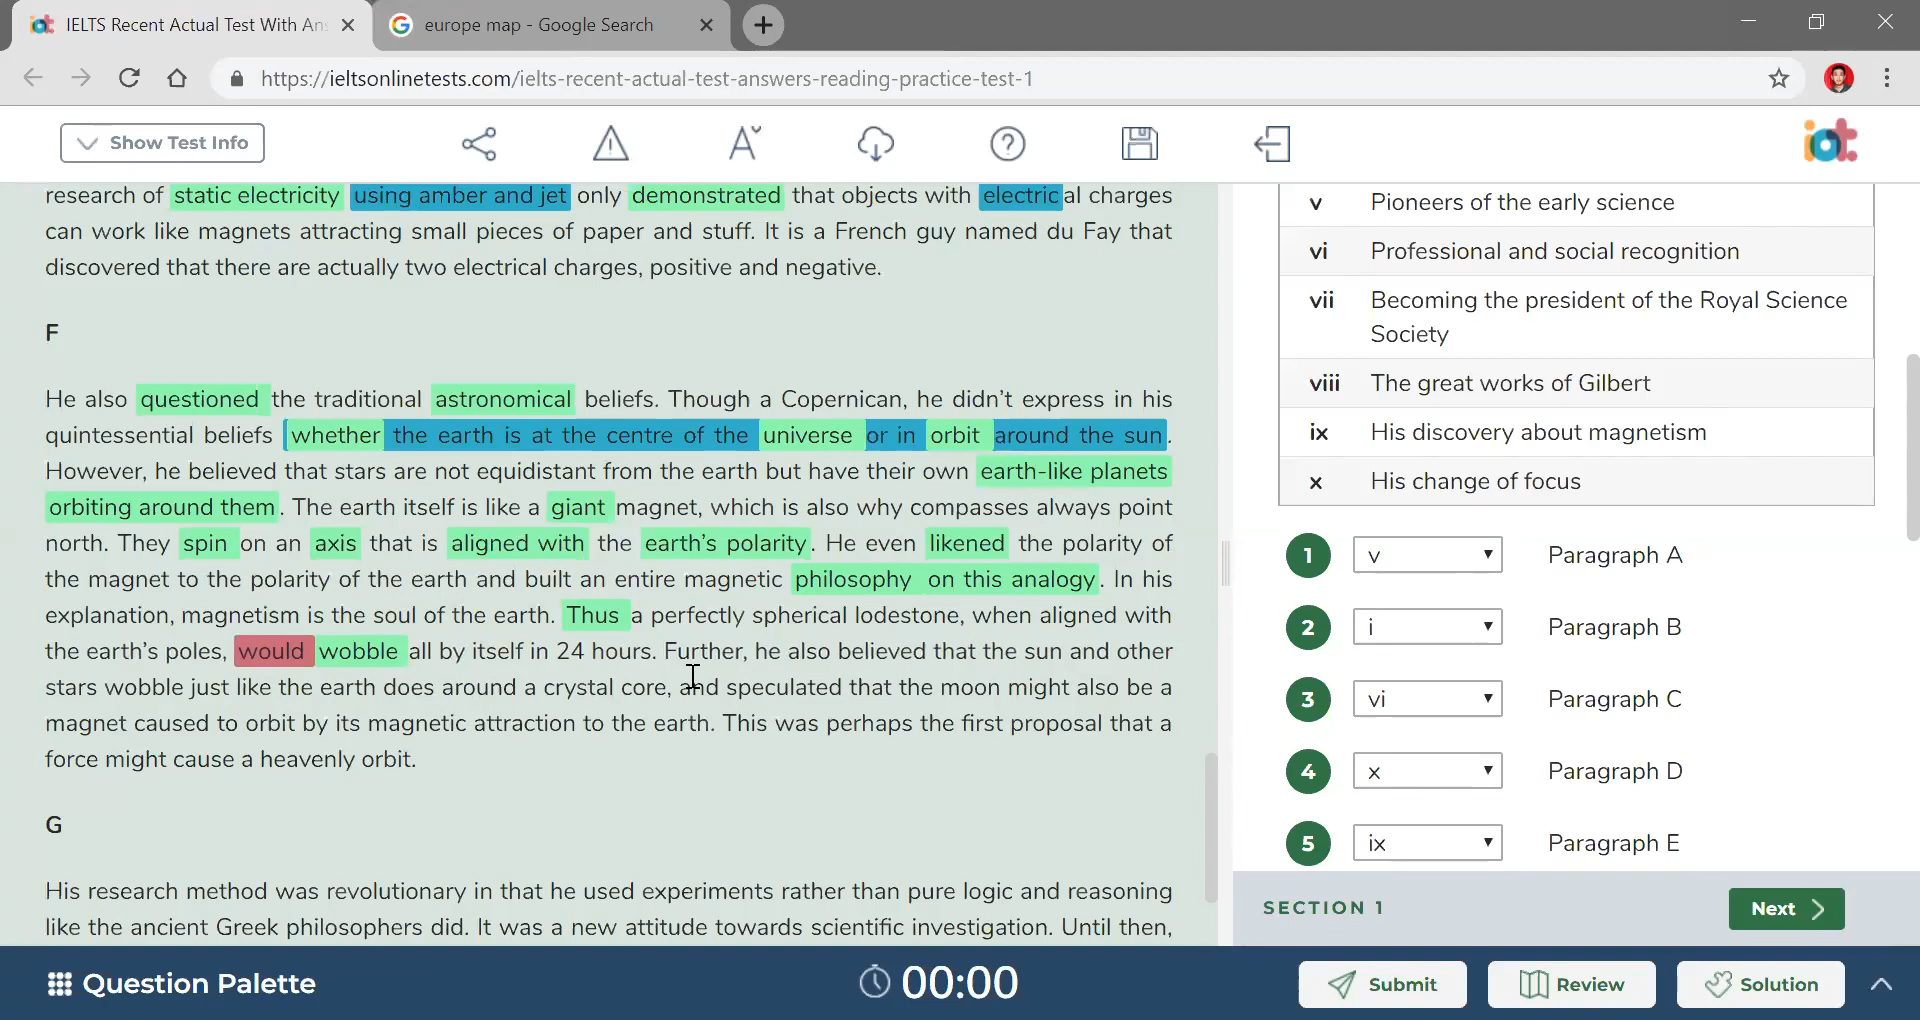 IELTS Recent Actual Test With An
europe map - Google Search
https://ieltsonlinetests.com/ielts-recent-actual-test-answers-reading-practice-test-1
Show Test Info
iot
research of static electricity using amber and jet only demonstrated that objects with electrical charges
can work like magnets attracting small pieces of paper and stuff. It is a French guy named du Fay that
discovered that there are actually two electrical charges, positive and negative.
F
He also questioned the traditional astronomical beliefs. Though a Copernican, he didn't express in his
quintessential beliefs whether the earth is at the centre of the universe or in orbit around the sun.
However, he believed that stars are not equidistant from the earth but have their own earth-like planets
orbiting around them. The earth itself is like a giant magnet, which is also why compasses always point
north. They spin on an axis that is aligned with the earth's polarity. He even likened the polarity of
the magnet to the polarity of the earth and built an entire magnetic philosophy on this analogy. In his
explanation, magnetism is the soul of the earth. Thus a perfectly spherical lodestone, when aligned with
the earth's poles, would wobble all by itself in 24 hours. Further, he also believed that the sun and other
stars wobble just like the earth does around a crystal core, and speculated that the moon might also be a
magnet caused to orbit by its magnetic attraction to the earth. This was perhaps the first proposal that a
force might cause a heavenly orbit.
G
His research method was revolutionary in that he used experiments rather than pure logic and reasoning
like the ancient Greek philosophers did. It was a new attitude towards scientific investigation. Until then,
v Pioneers of the early science
vi Professional and social recognition
vii Becoming the president of the Royal Science
Society
viii The great works of Gilbert
ix His discovery about magnetism
x His change of focus
1 v Paragraph A
2 i Paragraph B
3 vi Paragraph C
4 x Paragraph D
5 ix Paragraph E
SECTION 1
Next
Question Palette
00:00
Submit
Review
Solution